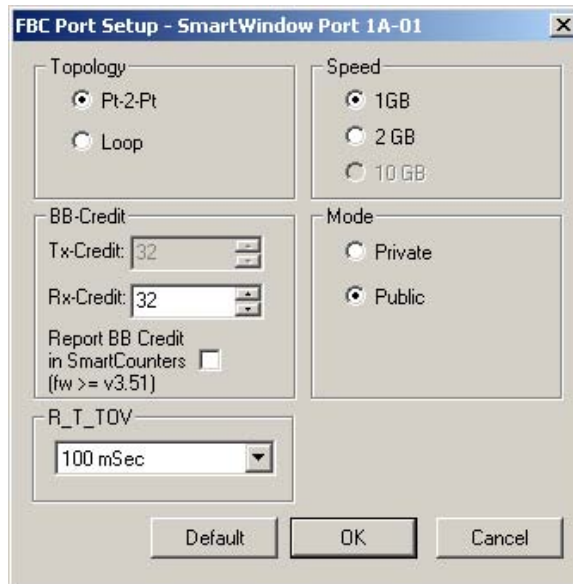 FBC Port Setup - SmartWindow Port 1A-01
Topology
Pt-2-Pt
Loop
Speed
1GB
2 GB
10 GB
BB-Credit
Tx-Credit: 32
Rx-Credit: 32
Report BB Credit
in SmartCounters
(fw >= v3.51)
Mode
Private
Public
R_T_TOV
100 mSec
Default
OK
Cancel